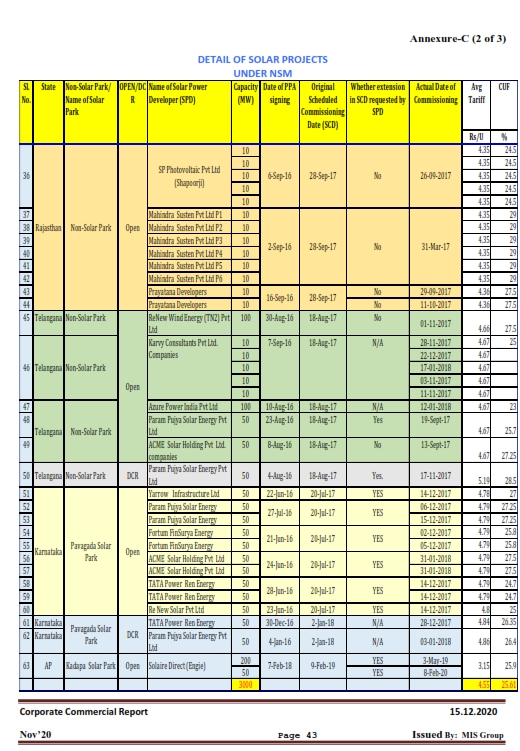 Annexure-C (2 of 3)
DETAIL OF SOLAR PROJECTS
UNDER NSM
Sl. No. State Non-Solar Park/ Name of Solar Park OPEN/DCR Name of Solar Power Developer (SPD) Capacity (MW) Date of PPA signing Original Scheduled Commissioning Date (SCD) Whether extension in SCD requested by SPD Actual Date of Commissioning Avg Tariff CUF
Rs/U %
36 Rajasthan Non-Solar Park Open SP Photovoltaic Pvt Ltd (Shapoorji) 10 6-Sep-16 28-Sep-17 No 26-09-2017 4.35 24.5
10 4.35 24.5
10 4.35 24.5
10 4.35 24.5
10 4.35 24.5
37 Mahindra Susten Pvt Ltd P1 10 2-Sep-16 28-Sep-17 No 31-Mar-17 4.35 29
38 Mahindra Susten Pvt Ltd P2 10 4.35 29
39 Mahindra Susten Pvt Ltd P3 10 4.35 29
40 Mahindra Susten Pvt Ltd P4 10 4.35 29
41 Mahindra Susten Pvt Ltd P5 10 4.35 29
42 Mahindra Susten Pvt Ltd P6 10 4.35 29
43 Prayatana Developers 10 16-Sep-16 28-Sep-17 No 29-09-2017 4.36 27.5
44 Prayatana Developers 10 No 11-10-2017 4.36 27.5
45 Telangana Non-Solar Park Open ReNew Wind Energy (TN2) Pvt Ltd 100 30-Aug-16 18-Aug-17 No 01-11-2017 4.66 27.5
46 Telangana Non-Solar Park Karvy Consultants Pvt Ltd. Companies 10 7-Sep-16 18-Aug-17 N/A 28-11-2017 4.67 25
10 22-12-2017 4.67
10 17-01-2018 4.67
10 03-11-2017 4.67
10 11-11-2017 4.67
47 Telangana Non-Solar Park Azure Power India Pvt Ltd 100 10-Aug-16 18-Aug-17 N/A 12-01-2018 4.67 23
48 Param Pujya Solar Energy Pvt Ltd 50 23-Aug-16 18-Aug-17 Yes 19-Sept-17 4.67 25.7
49 ACME Solar Holding Pvt Ltd. companies 50 8-Aug-16 18-Aug-17 No 13-Sept-17 4.67 27.25
50 Telangana Non-Solar Park DCR Param Pujya Solar Energy Pvt Ltd 50 4-Aug-16 18-Aug-17 Yes. 17-11-2017 5.19 28.5
51 Karnataka Pavagada Solar Park Open Yarrow Infrastructure Ltd 50 22-Jun-16 20-Jul-17 YES 14-12-2017 4.78 27
52 Param Pujya Solar Energy 50 27-Jul-16 20-Jul-17 YES 06-12-2017 4.79 27.25
53 Param Pujya Solar Energy 50 15-12-2017 4.79 27.25
54 Fortum FinSurya Energy 50 21-Jun-16 20-Jul-17 YES 02-12-2017 4.79 25.8
55 Fortum FinSurya Energy 50 05-12-2017 4.79 25.8
56 ACME Solar Holding Pvt Ltd 50 24-Jun-16 20-Jul-17 YES 31-01-2018 4.79 27.5
57 ACME Solar Holding Pvt Ltd 50 31-01-2018 4.79 27.5
58 TATA Power Ren Energy 50 28-Jun-16 20-Jul-17 YES 14-12-2017 4.79 24.7
59 TATA Power Ren Energy 50 14-12-2017 4.79 24.7
60 Re New Solar Pvt Ltd 50 23-Jun-16 20-Jul-17 YES 14-12-2017 4.8 25
61 Karnataka Pavagada Solar Park DCR TATA Power Ren Energy 50 30-Dec-16 2-Jan-18 N/A 28-12-2017 4.84 26.35
62 Karnataka Param Pujya Solar Energy Pvt Ltd 50 4-Jan-16 2-Jan-18 N/A 03-01-2018 4.86 26.4
63 AP Kadapa Solar Park Open Solaire Direct (Engie) 200 7-Feb-18 9-Feb-19 YES 3-May-19 3.15 25.9
50 YES 8-Feb-20
3000 4.55 25.61
Corporate Commercial Report 15.12.2020
Nov'20 Page 43 Issued By: MIS Group